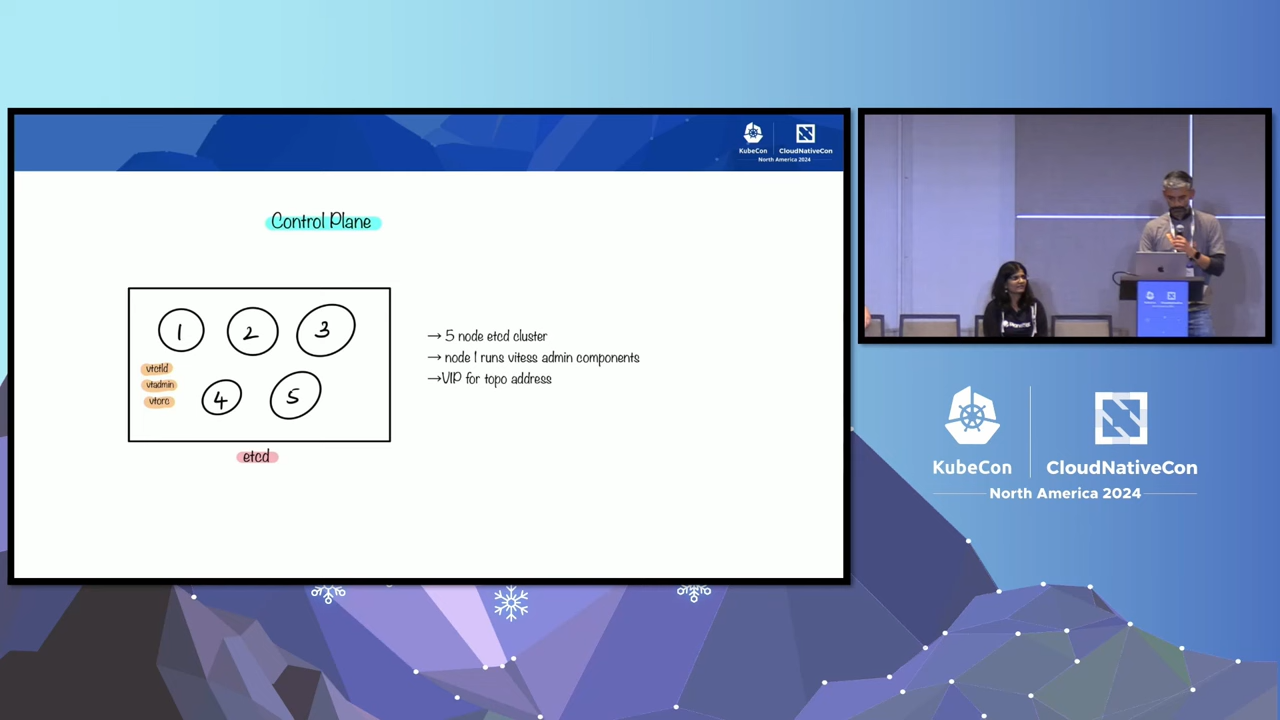 KubeCon
CloudNativeCon
North America 2024
Control Plane
1
2
3
vtctld
vtadmin
vtorc
4
5
etcd
→ 5 node etcd cluster
→ node 1 runs vitess admin components
→VIP for topo address
KubeCon
CloudNativeCon
North America 2024